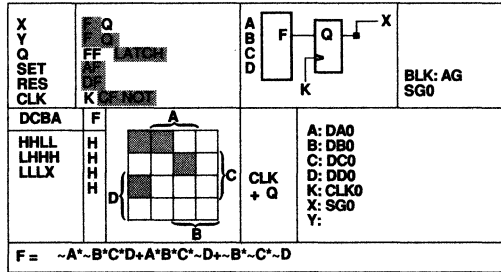 X F Q
Y F Q
Q FF LATCH
SET AF
RES DF
CLK K CF NOT
A
B F Q X
C
D
K
BLK: AG
SG0
DCBA F
HHLL H
LHHH H
LLLX H
H
A
C
D
B
CLK
+ Q
A: DA0
B: DB0
C: DC0
D: DD0
K: CLK0
X: SG0
Y:
F = ~A*~B*C*D+A*B*C*~D+~B*~C*~D